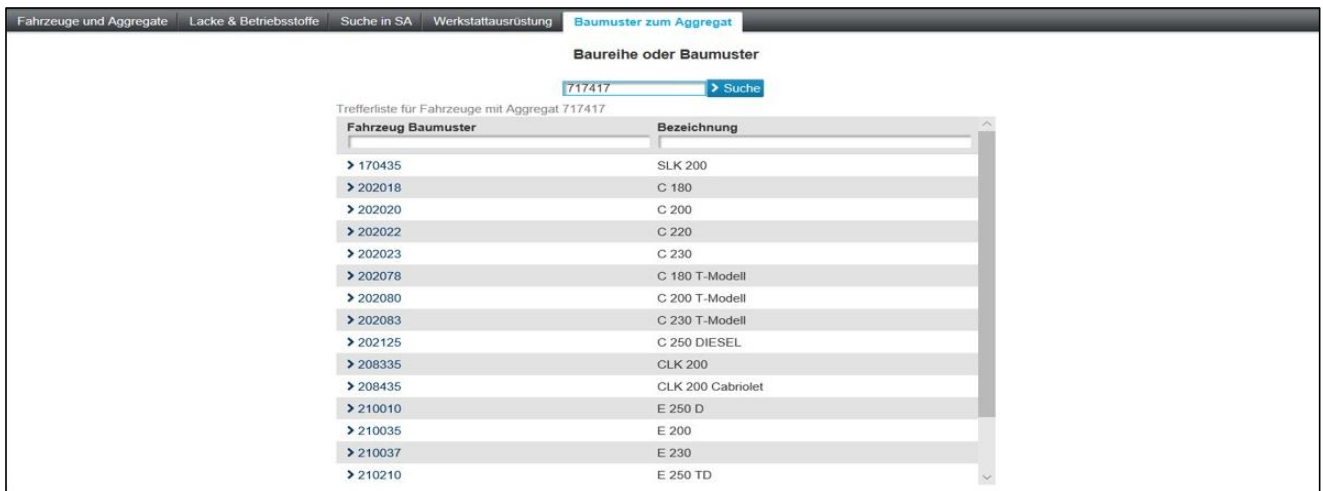 Fahrzeuge und Aggregate Lacke & Betriebsstoffe Suche in SA Werkstattausrüstung Baumuster zum Aggregat
Baureihe oder Baumuster
717417 Suche
Trefferliste für Fahrzeuge mit Aggregat 717417
Fahrzeug Baumuster Bezeichnung
170435 SLK 200
202018 C 180
202020 C 200
202022 C 220
202023 C 230
202078 C 180 T-Modell
202080 C 200 T-Modell
202083 C 230 T-Modell
202125 C 250 DIESEL
208335 CLK 200
208435 CLK 200 Cabriolet
210010 E 250 D
210035 E 200
210037 E 230
210210 E 250 TD